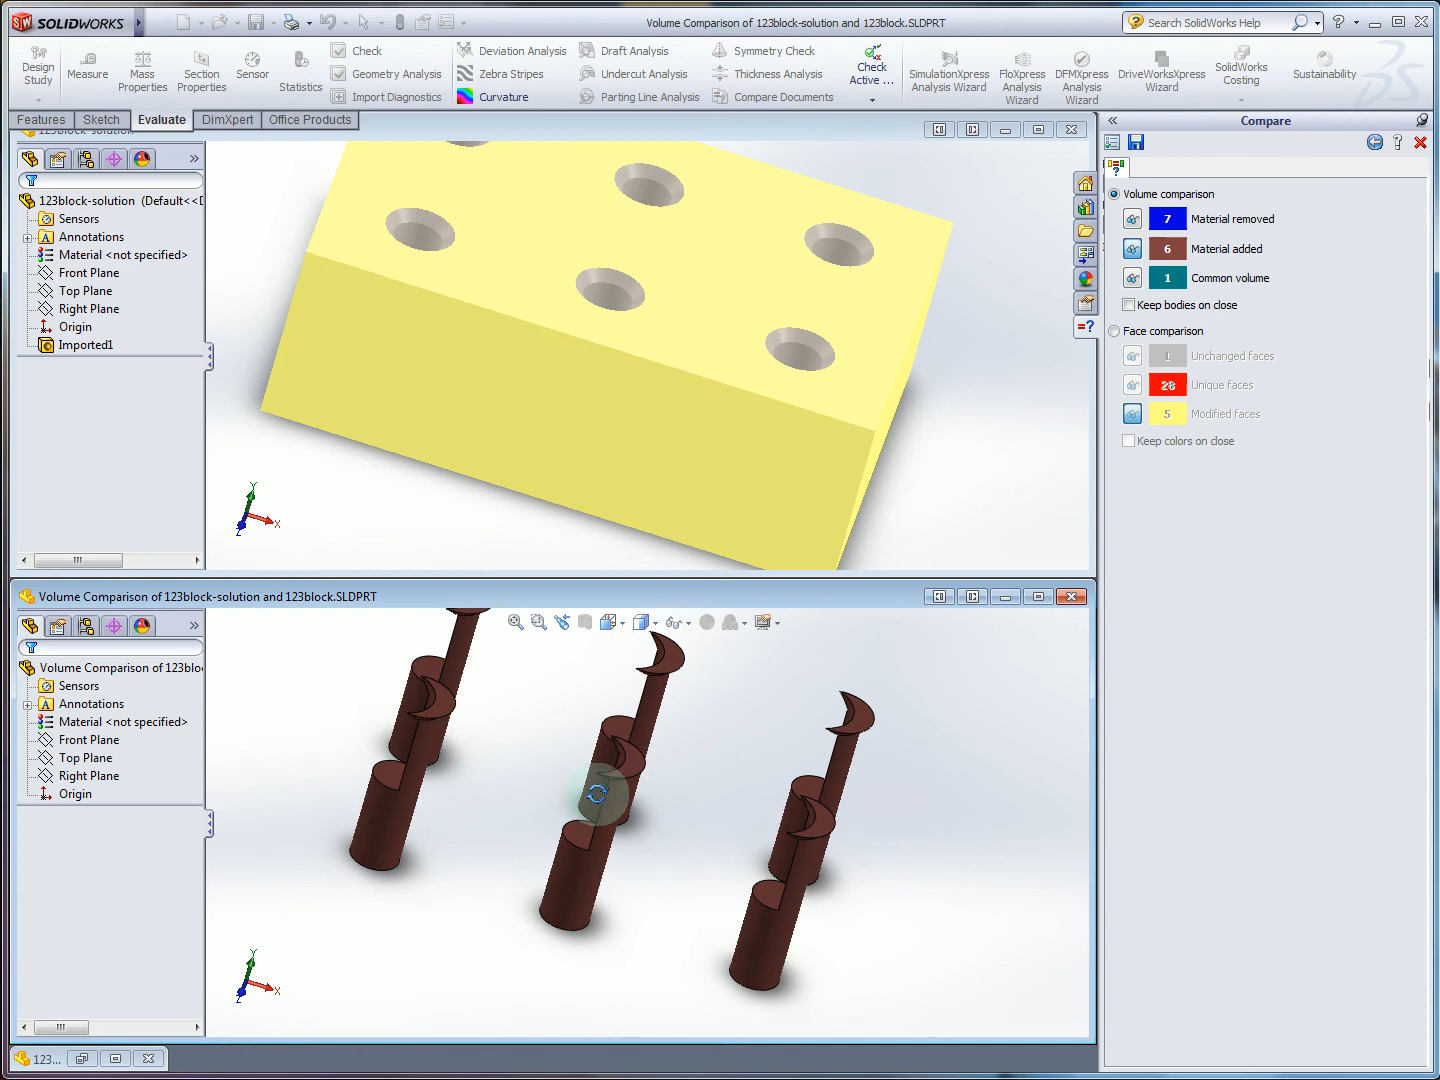 SOLIDWORKS
Volume Comparison of 123block-solution and 123block.SLDPRT
Search SolidWorks Help
Design Study
Measure
Mass Properties
Section Properties
Sensor
Statistics
Check
Geometry Analysis
Import Diagnostics
Deviation Analysis
Zebra Stripes
Curvature
Draft Analysis
Undercut Analysis
Parting Line Analysis
Symmetry Check
Thickness Analysis
Compare Documents
Check Active ...
SimulationXpress Analysis Wizard
FloXpress Analysis Wizard
DFMXpress Analysis Wizard
DriveWorksXpress Wizard
SolidWorks Costing
Sustainability
Features
Sketch
Evaluate
DimXpert
Office Products
123block-solution
123block-solution (Default<<D
Sensors
Annotations
Material <not specified>
Front Plane
Top Plane
Right Plane
Origin
Imported1
Y
X
Z
Volume Comparison of 123block-solution and 123block.SLDPRT
Volume Comparison of 123bloc
Sensors
Annotations
Material <not specified>
Front Plane
Top Plane
Right Plane
Origin
Y
X
Z
123...
Compare
Volume comparison
7 Material removed
6 Material added
1 Common volume
Keep bodies on close
Face comparison
1 Unchanged faces
28 Unique faces
5 Modified faces
Keep colors on close